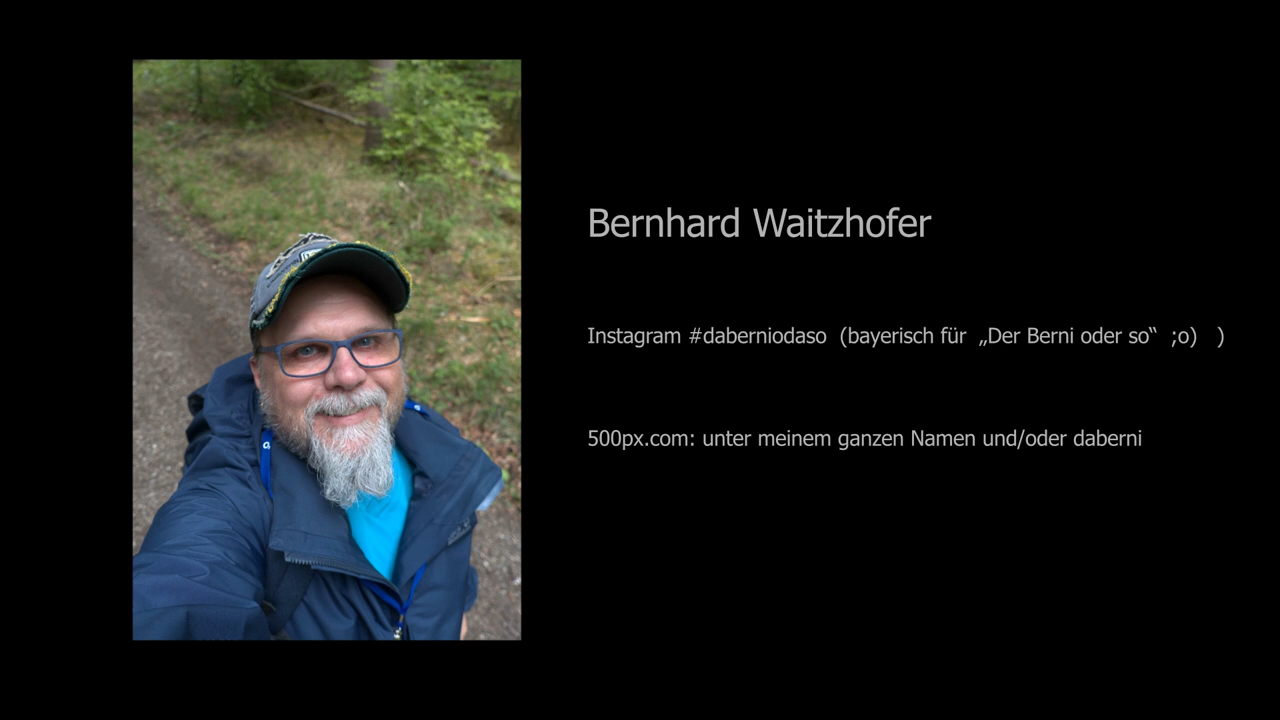 Bernhard Waitzhofer
Instagram #daberniodaso (bayerisch für „Der Berni oder so“ ;o) )
500px.com: unter meinem ganzen Namen und/oder daberni